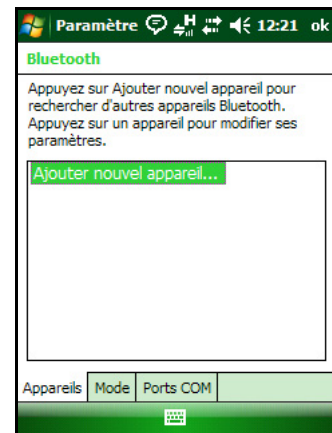 Paramètre H 12:21 ok
Bluetooth
Appuyez sur Ajouter nouvel appareil pour
rechercher d'autres appareils Bluetooth.
Appuyez sur un appareil pour modifier ses
paramètres.
Ajouter nouvel appareil...
Appareils Mode Ports COM